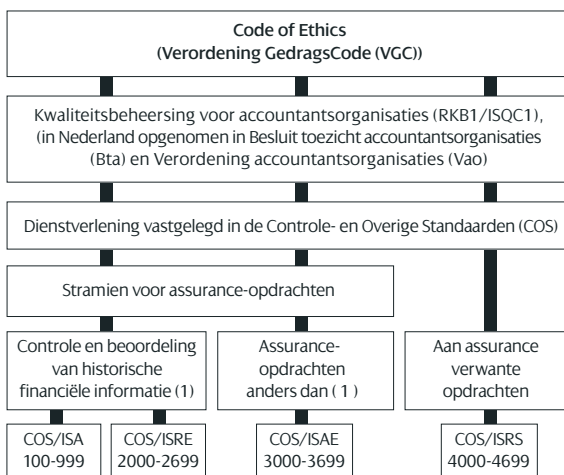 Code of Ethics
(Verordening GedragsCode (VGC))
Kwaliteitsbeheersing voor accountantsorganisaties (RKB1/ISQC1),
(in Nederland opgenomen in Besluit toezicht accountantsorganisaties
(Bta) en Verordening accountantsorganisaties (Vao)
Dienstverlening vastgelegd in de Controle- en Overige Standaarden (COS)
Stramien voor assurance-opdrachten
Controle en beoordeling
van historische
financiële informatie (1)
Assurance-
opdrachten
anders dan ( 1 )
Aan assurance
verwante
opdrachten
COS/ISA
100-999
COS/ISRE
2000-2699
COS/ISAE
3000-3699
COS/ISRS
4000-4699